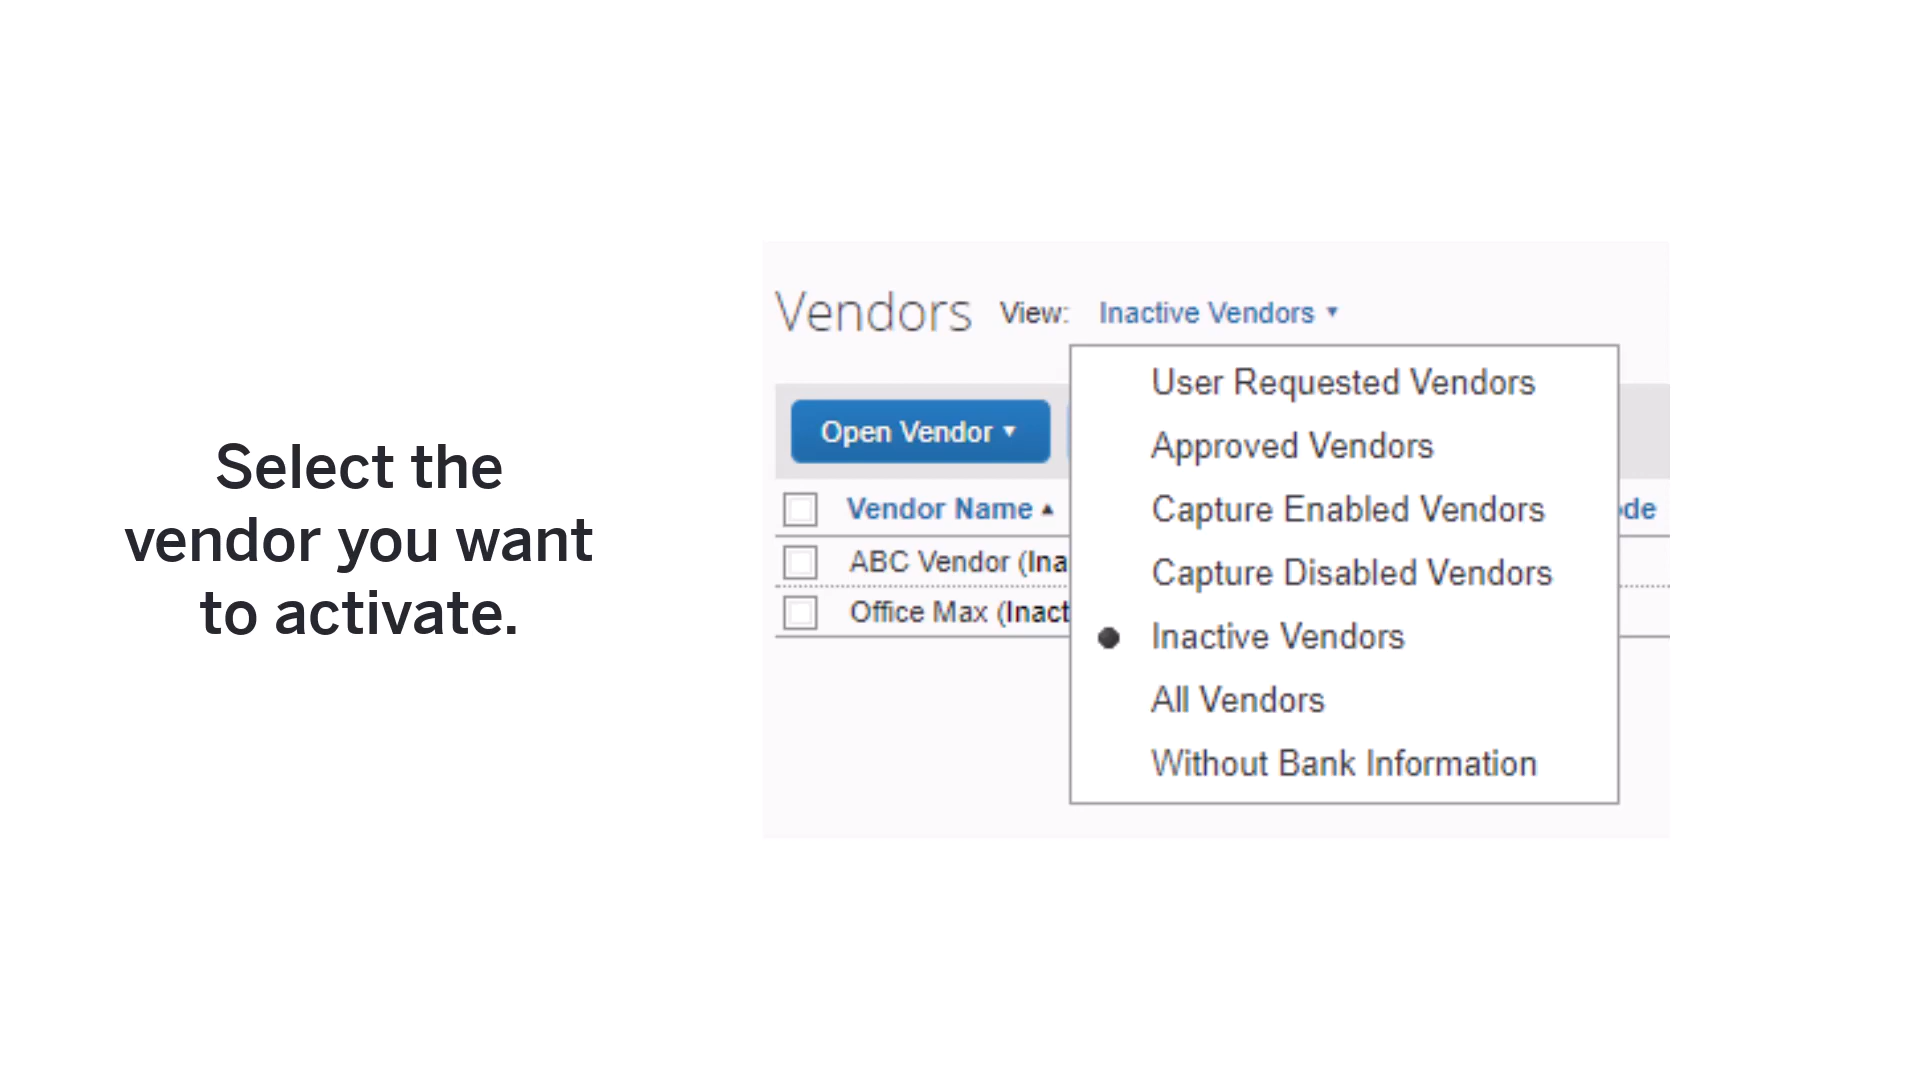 Select the
vendor you want
to activate.
Vendors View: Inactive Vendors
User Requested Vendors
Approved Vendors
Capture Enabled Vendors
Capture Disabled Vendors
Inactive Vendors
All Vendors
Without Bank Information
Open Vendor
Vendor Name
ABC Vendor (Ina
Office Max (Inact